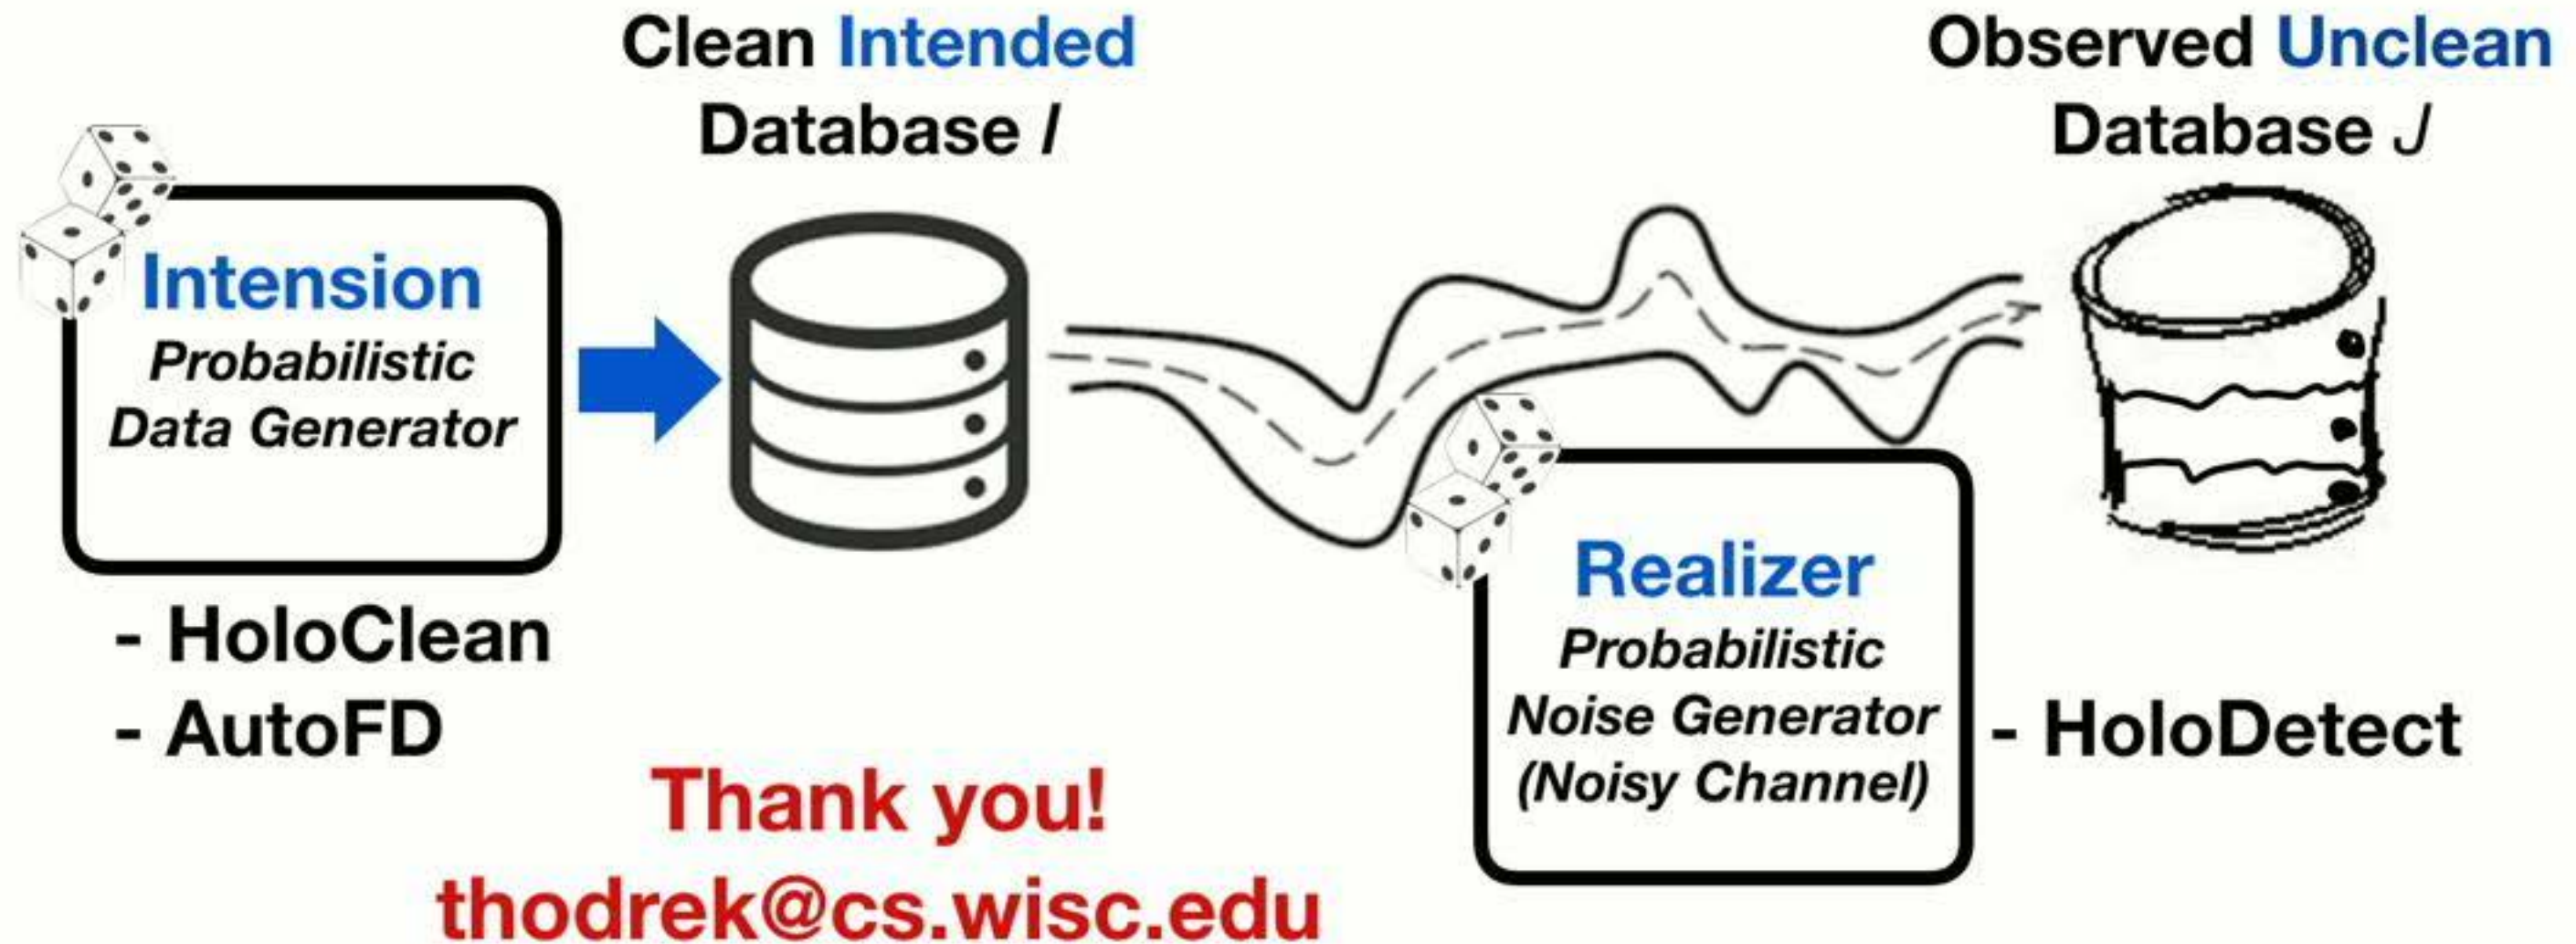 Clean Intended
Database I
Observed Unclean
Database J
Intension
Probabilistic
Data Generator
- HoloClean
- AutoFD
Realizer
Probabilistic
Noise Generator
(Noisy Channel)
- HoloDetect
Thank you!
thodrek@cs.wisc.edu